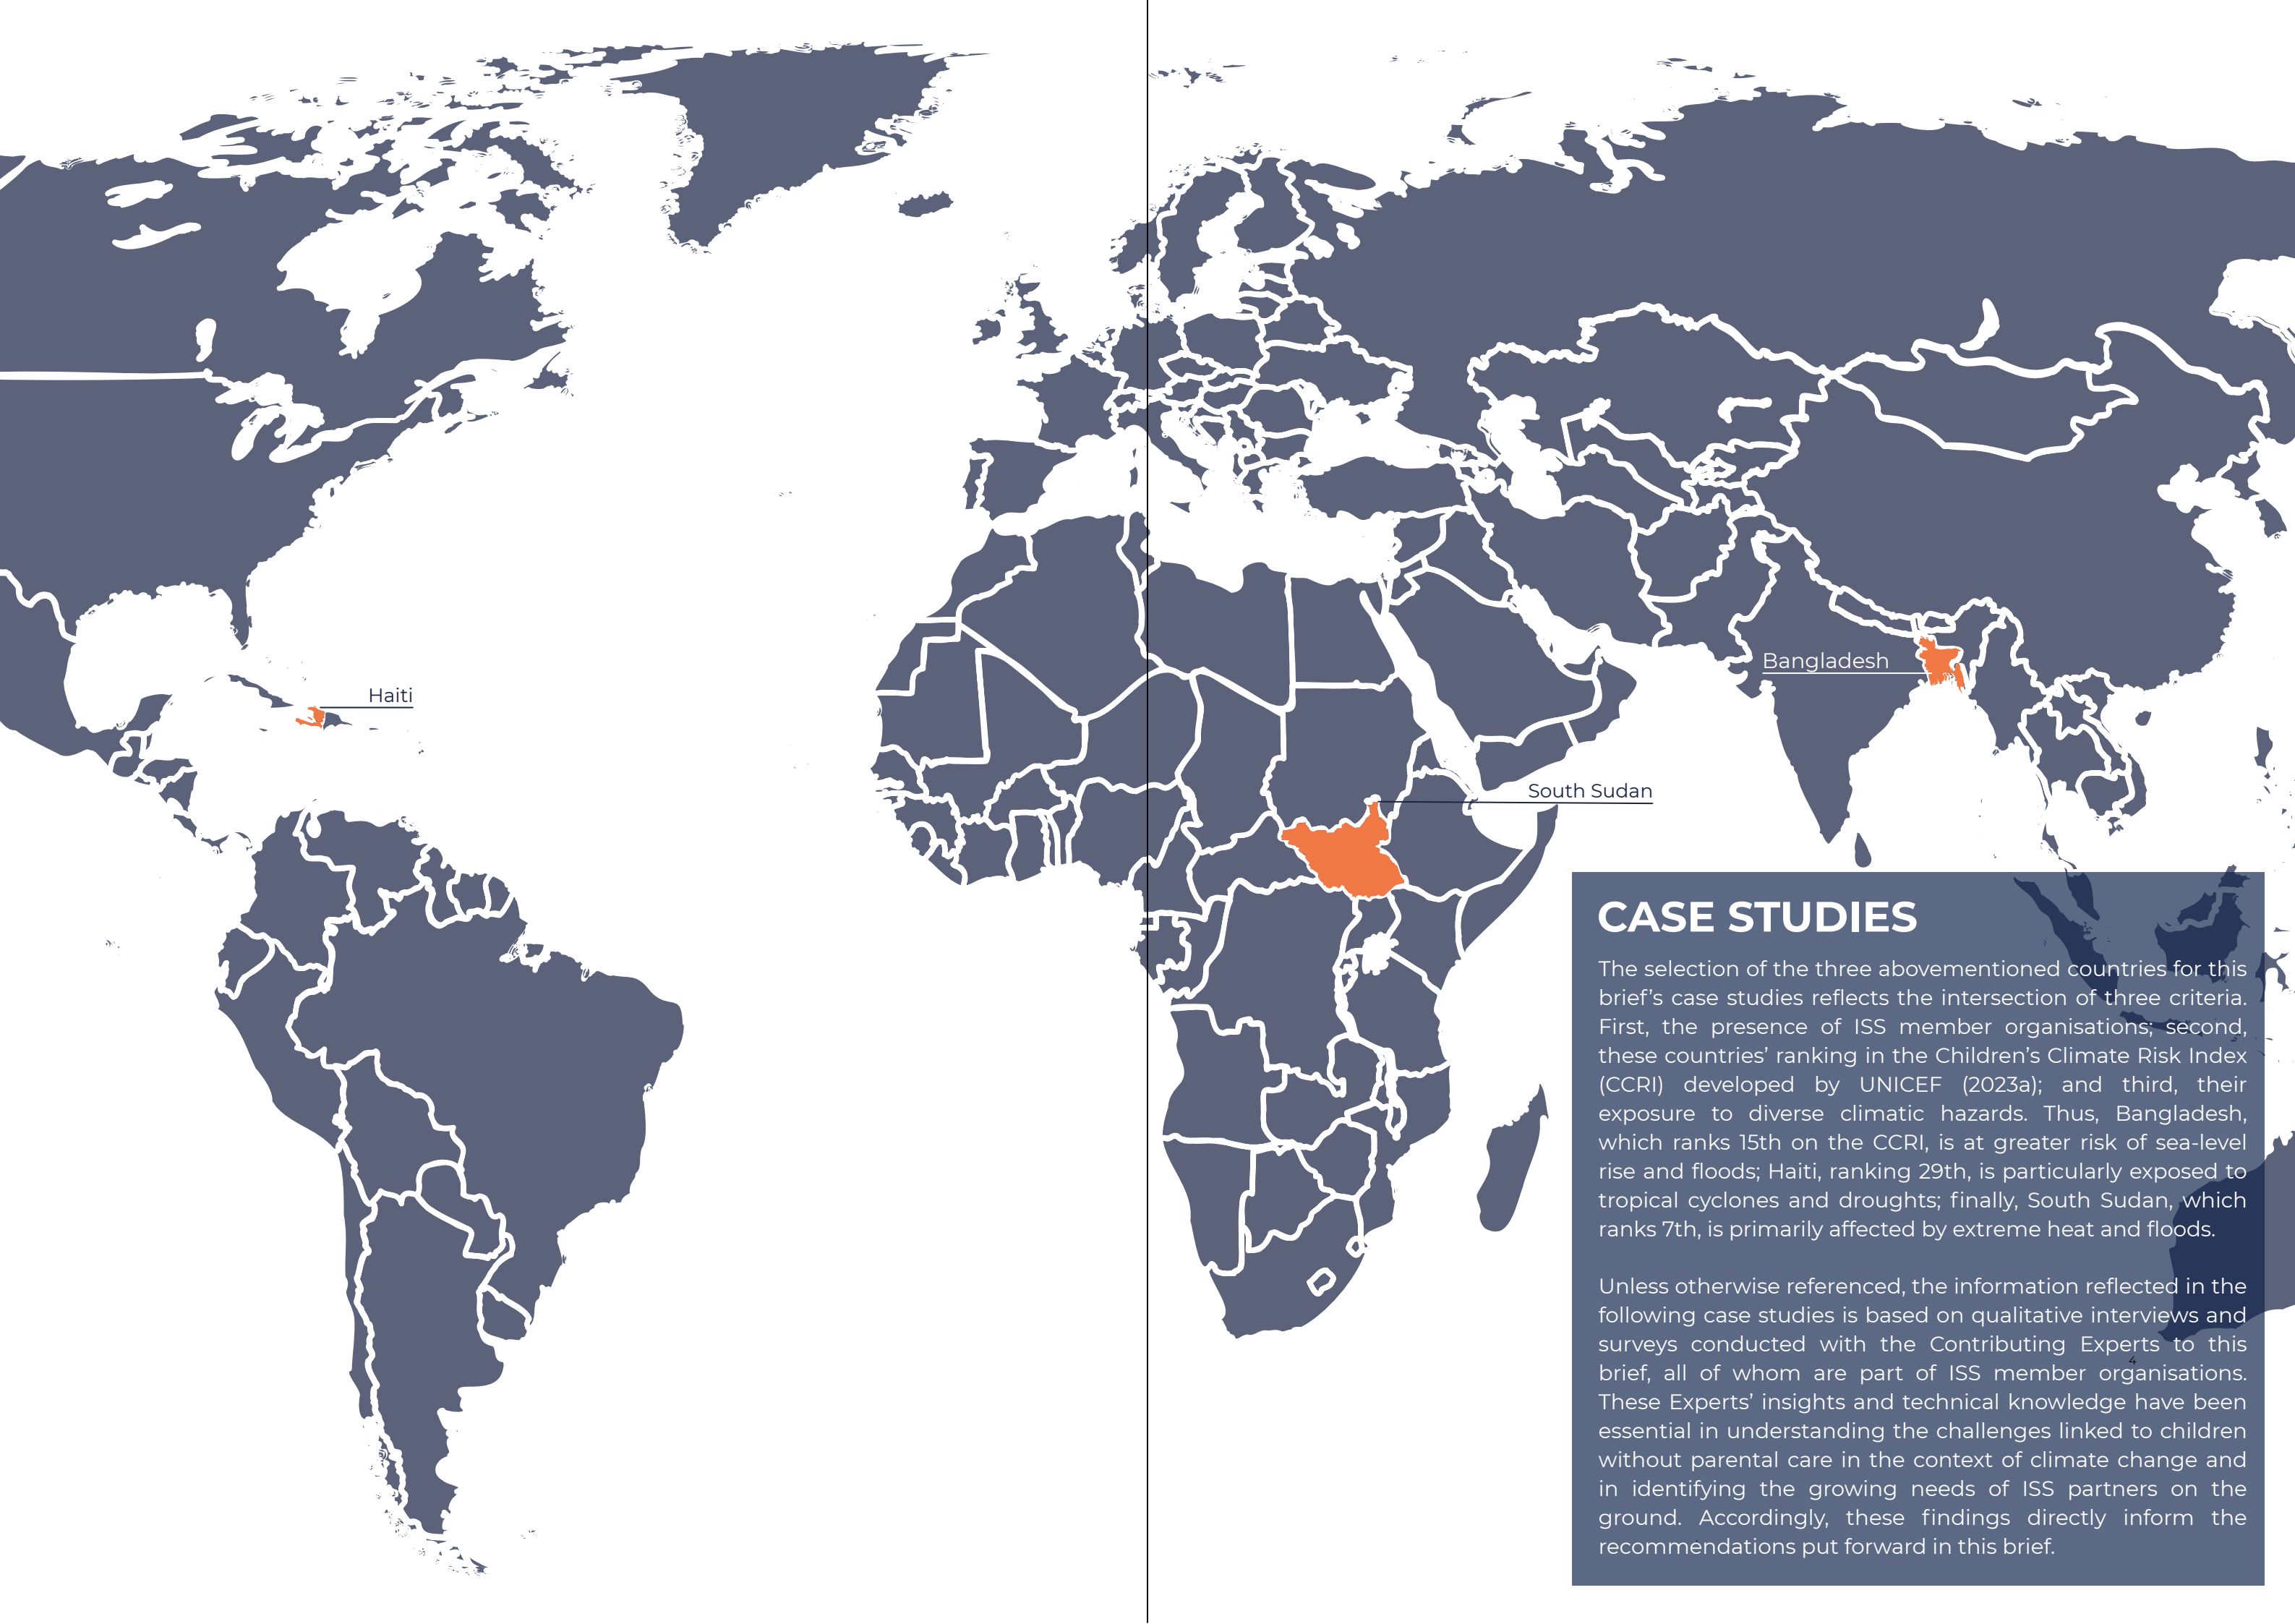 Haiti
Bangladesh
South Sudan
CASE STUDIES
The selection of the three abovementioned countries for this
brief's case studies reflects the intersection of three criteria.
First, the presence of ISS member organisations; second,
these countries' ranking in the Children's Climate Risk Index
(CCRI) developed by UNICEF (2023a); and third, their
exposure to diverse climatic hazards. Thus, Bangladesh,
which ranks 15th on the CCRI, is at greater risk of sea-level
rise and floods; Haiti, ranking 29th, is particularly exposed to
tropical cyclones and droughts; finally, South Sudan, which
ranks 7th, is primarily affected by extreme heat and floods.
Unless otherwise referenced, the information reflected in the
following case studies is based on qualitative interviews and
surveys conducted with the Contributing Experts to this
4
brief, all of whom are part of ISS member organisations.
These Experts' insights and technical knowledge have been
essential in understanding the challenges linked to children
without parental care in the context of climate change and
in identifying the growing needs of ISS partners on the
ground. Accordingly, these findings directly inform the
recommendations put forward in this brief.